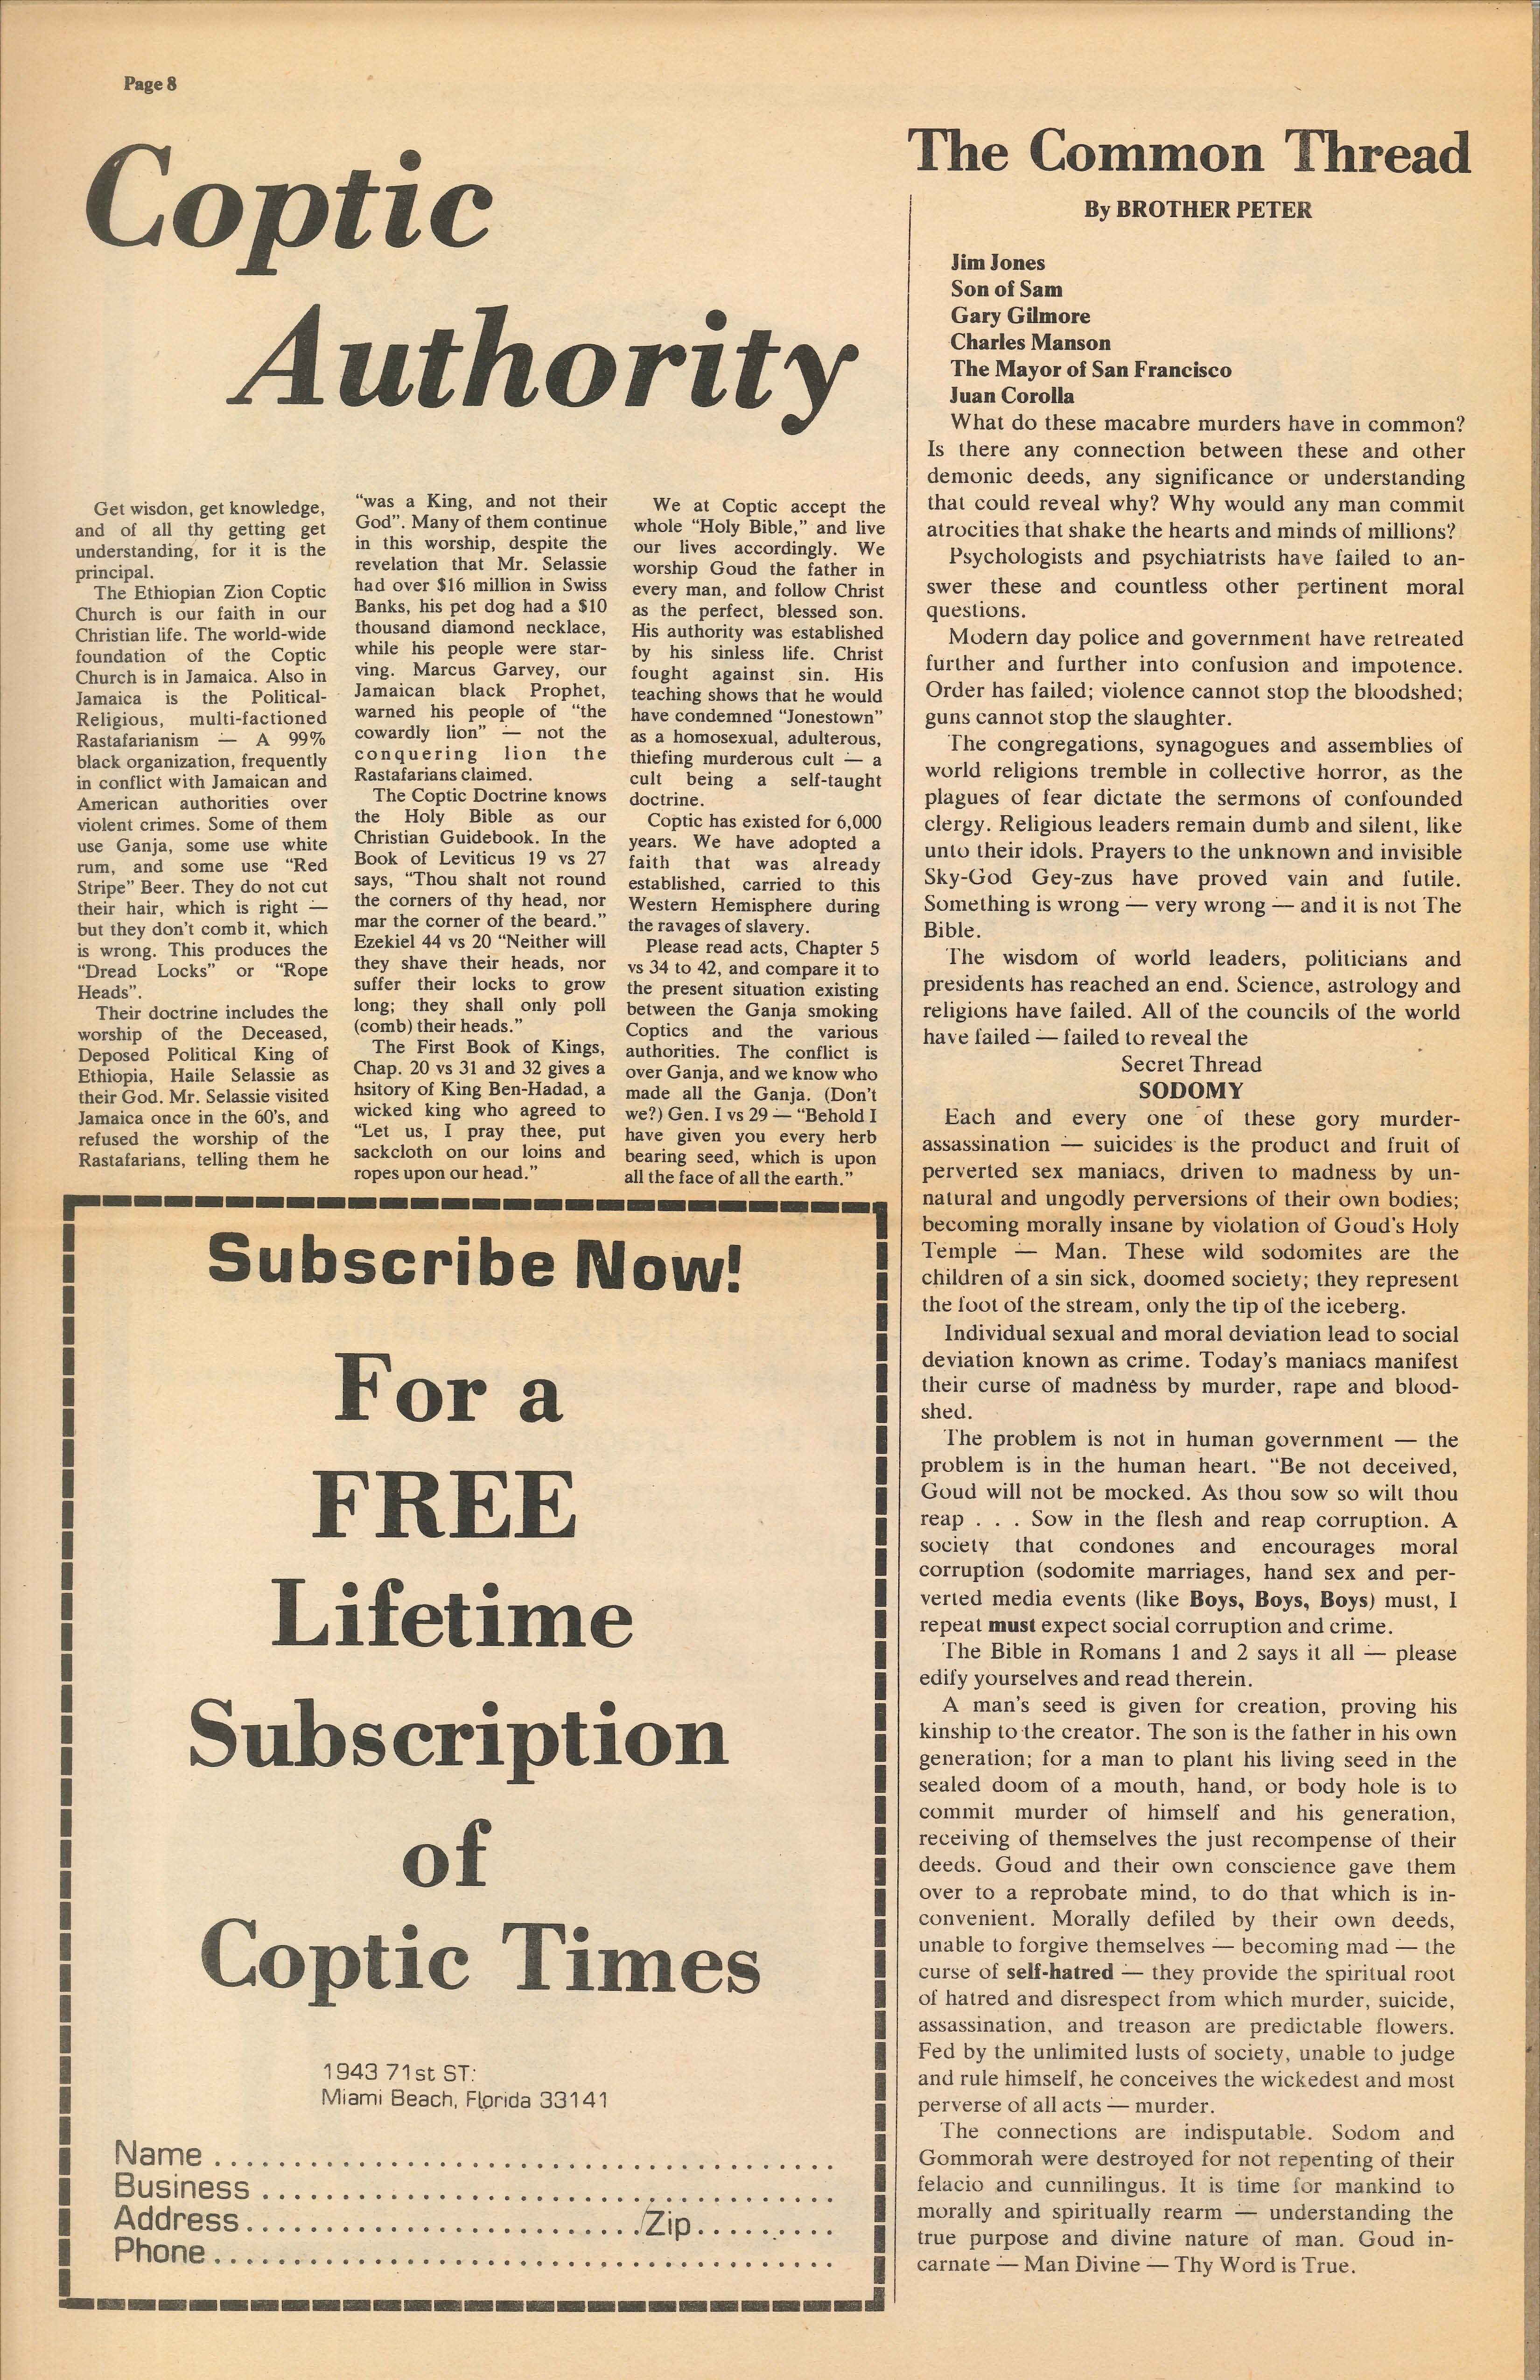 Page 8
Coptic
Authority
Get wisdon, get knowledge,
and of all thy getting get
understanding, for it is the
principal.
The Ethiopian Zion Coptic
Church is our faith in our
Christian life. The world-wide
foundation of the Coptic
Church is in Jamaica. Also in
Jamaica is the Political-
Religious, multi-factioned
Rastafarianism — A 99%
black organization, frequently
in conflict with Jamaican and
American authorities over
violent crimes. Some of them
use Ganja, some use white
rum, and some use “Red
Stripe” Beer. They do not cut
their hair, which is right —
but they don’t comb it, which
is wrong. This produces the
“Dread Locks” or “Rope
Heads”.
Their doctrine includes the
worship of the Deceased,
Deposed Political King of
Ethiopia, Haile Selassie as
their God. Mr. Selassie visited
Jamaica once in the 60’s, and
refused the worship of the
Rastafarians, telling them he
“was a King, and not their
God”. Many of them continue
in this worship, despite the
revelation that Mr. Selassie
had over $16 million in Swiss
Banks, his pet dog had a $10
thousand diamond necklace,
while his people were star-
ving. Marcus Garvey, our
Jamaican black Prophet,
warned his people of “the
cowardly lion” — not the
conquering lion the
Rastafarians claimed.
The Coptic Doctrine knows
the Holy Bible as our
Christian Guidebook. In the
Book of Leviticus 19 vs 27
says, “Thou shalt not round
the corners of thy head, nor
mar the corner of the beard.”
Ezekiel 44 vs 20 “Neither will
they shave their heads, nor
suffer their locks to grow
long; they shall only poll
(comb) their heads.”
The First Book of Kings,
Chap. 20 vs 31 and 32 gives a
hsitory of King Ben-Hadad, a
wicked king who agreed to
“Let us, I pray thee, put
sackcloth on our loins and
ropes upon our head.”
We at Coptic accept the
whole “Holy Bible,” and live
our lives accordingly. We
worship Goud the father in
every man, and follow Christ
as the perfect, blessed son.
His authority was established
by his sinless life. Christ
fought against sin. His
teaching shows that he would
have condemned “Jonestown”
as a homosexual, adulterous,
thiefing murderous cult — a
cult being a self-taught
doctrine.
Coptic has existed for 6,000
years. We have adopted a
faith that was already
established, carried to this
Western Hemisphere during
the ravages of slavery.
Please read acts, Chapter 5
vs 34 to 42, and compare it to
the present situation existing
between the Ganja smoking
Coptics and the various
authorities. The conflict is
over Ganja, and we know who
made all the Ganja. (Don’t
we?) Gen. I vs 29 — “Behold I
have given you every herb
bearing seed, which is upon
all the face of all the earth.”
Subscribe Now!
For a
FREE
Lifetime
Subscription
of
Coptic Times
1943 71st ST:
Miami Beach, Florida 33141
Name
Business
Address Zip
Phone
The Common Thread
By BROTHER PETER
Jim Jones
Son of Sam
Gary Gilmore
Charles Manson
The Mayor of San Francisco
Juan Corolla
What do these macabre murders have in common?
Is there any connection between these and other
demonic deeds, any significance or understanding
that could reveal why? Why would any man commit
atrocities that shake the hearts and minds of millions?
Psychologists and psychiatrists have failed to an-
swer these and countless other pertinent moral
questions.
Modern day police and government have retreated
further and further into confusion and impotence.
Order has failed; violence cannot stop the bloodshed;
guns cannot stop the slaughter.
The congregations, synagogues and assemblies of
world religions tremble in collective horror, as the
plagues of fear dictate the sermons of confounded
clergy. Religious leaders remain dumb and silent, like
unto their idols. Prayers to the unknown and invisible
Sky-God Gey-zus have proved vain and futile.
Something is wrong — very wrong — and it is not The
Bible.
The wisdom of world leaders, politicians and
presidents has reached an end. Science, astrology and
religions have failed. All of the councils of the world
have failed — failed to reveal the
Secret Thread
SODOMY
Each and every one of these gory murder-
assassination — suicides is the product and fruit of
perverted sex maniacs, driven to madness by un-
natural and ungodly perversions of their own bodies;
becoming morally insane by violation of Goud’s Holy
Temple — Man. These wild sodomites are the
children of a sin sick, doomed society; they represent
the foot of the stream, only the tip of the iceberg.
Individual sexual and moral deviation lead to social
deviation known as crime. Today’s maniacs manifest
their curse of madness by murder, rape and blood-
shed.
The problem is not in human government — the
problem is in the human heart. “Be not deceived,
Goud will not be mocked. As thou sow so wilt thou
reap . . . Sow in the flesh and reap corruption. A
society that condones and encourages moral
corruption (sodomite marriages, hand sex and per-
verted media events (like Boys, Boys, Boys) must, I
repeat must expect social corruption and crime.
The Bible in Romans 1 and 2 says it all — please
edify yourselves and read therein.
A man’s seed is given for creation, proving his
kinship to the creator. The son is the father in his own
generation; for a man to plant his living seed in the
sealed doom of a mouth, hand, or body hole is to
commit murder of himself and his generation,
receiving of themselves the just recompense of their
deeds. Goud and their own conscience gave them
over to a reprobate mind, to do that which is in-
convenient. Morally defiled by their own deeds,
unable to forgive themselves — becoming mad — the
curse of self-hatred — they provide the spiritual root
of hatred and disrespect from which murder, suicide,
assassination, and treason are predictable flowers.
Fed by the unlimited lusts of society, unable to judge
and rule himself, he conceives the wickedest and most
perverse of all acts — murder.
The connections are indisputable. Sodom and
Gommorah were destroyed for not repenting of their
felacio and cunnilingus. It is time for mankind to
morally and spiritually rearm — understanding the
true purpose and divine nature of man. Goud in-
carnate — Man Divine — Thy Word is True.